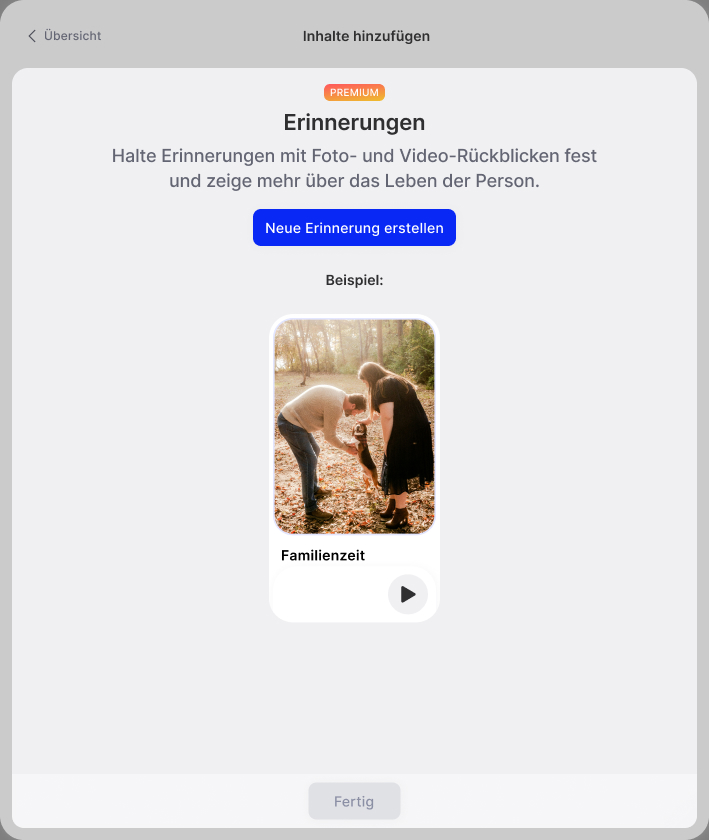 Übersicht
Inhalte hinzufügen
PREMIUM
Erinnerungen
Halte Erinnerungen mit Foto- und Video-Rückblicken fest
und zeige mehr über das Leben der Person.
Neue Erinnerung erstellen
Beispiel:
Familienzeit
Fertig